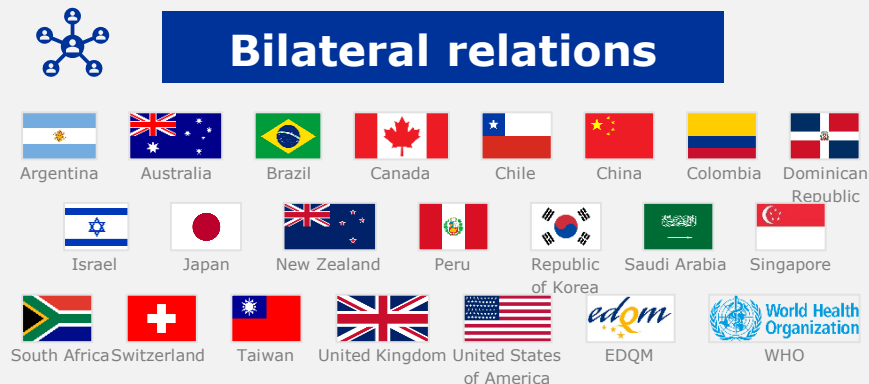 Bilateral relations
Argentina
Australia
Brazil
Canada
Chile
China
Colombia
Dominican
Republic
Israel
Japan
New Zealand
Peru
Republic
of Korea
Saudi Arabia
Singapore
South Africa
Switzerland
Taiwan
United Kingdom
United States
of America
edQm
EDQM
World Health
Organization
WHO